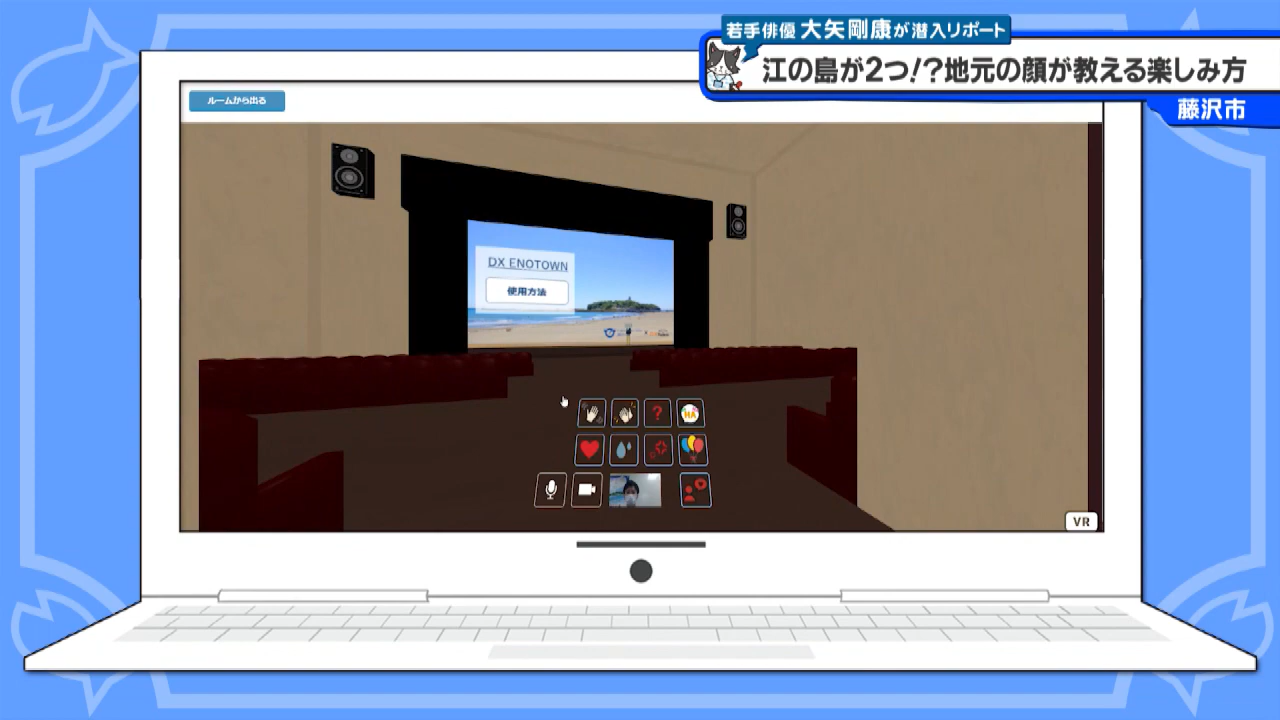 若手俳優 大矢剛康が潜入リポート
江の島が2つ!?地元の顔が教える楽しみ方
藤沢市
ルームから出る
DX ENOTOWN
使用方法
?
HA
VR